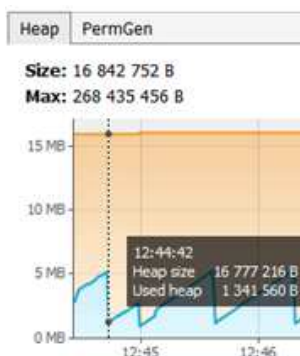 Heap PermGen
Size: 16 842 752 B
Max: 268 435 456 B
15 MB
10 MB
5 MB
0 MB
12:44:42
Heap size 16 777 216 B
Used heap 1 341 560 B
12:45 12:46